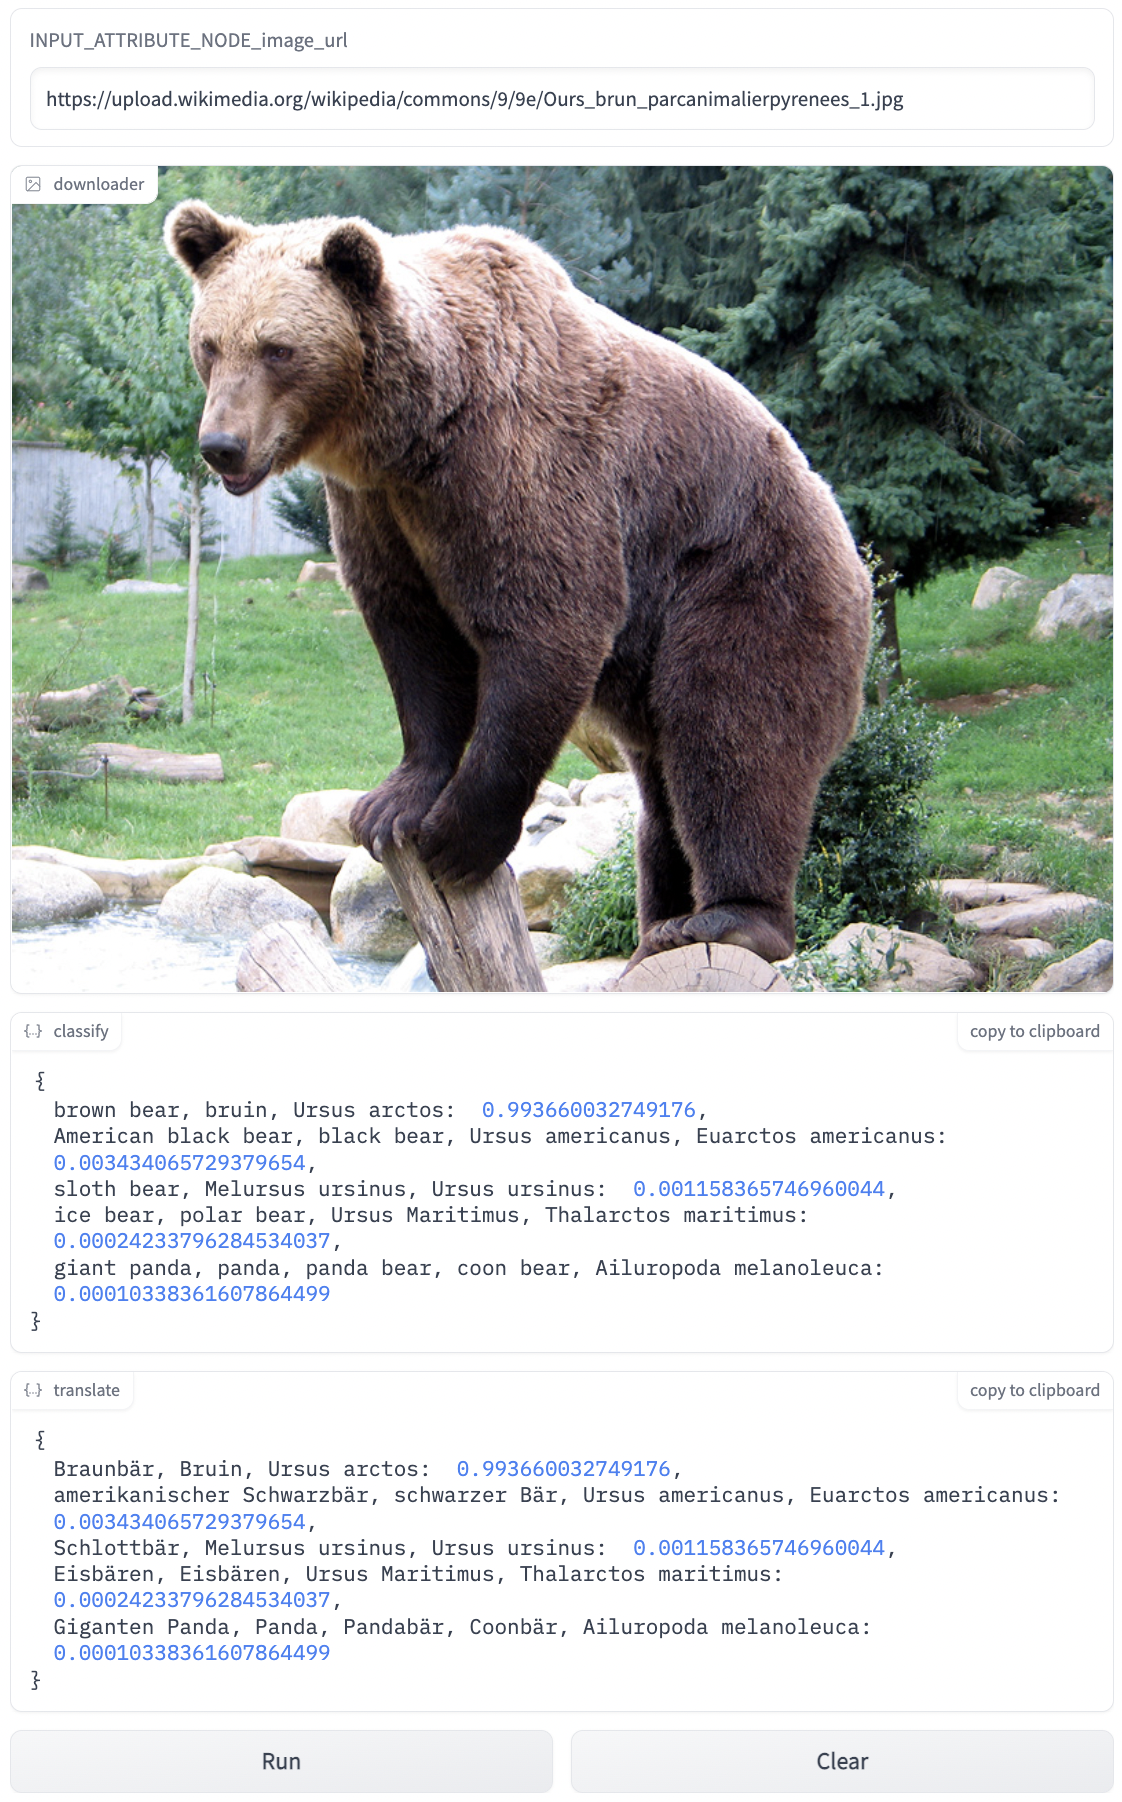 INPUT_ATTRIBUTE_NODE_image_url
https://upload.wikimedia.org/wikipedia/commons/9/9e/Ours_brun_parcanimalierpyrenees_1.jpg
downloader
classify
copy to clipboard
{
brown bear, bruin, Ursus arctos: 0.993660032749176,
American black bear, black bear, Ursus americanus, Euarctos americanus:
0.003434065729379654,
sloth bear, Melursus ursinus, Ursus ursinus: 0.001158365746960044,
ice bear, polar bear, Ursus Maritimus, Thalarctos maritimus:
0.00024233796284534037,
giant panda, panda, panda bear, coon bear, Ailuropoda melanoleuca:
0.00010338361607864499
}
translate
copy to clipboard
{
Braunbär, Bruin, Ursus arctos: 0.993660032749176,
amerikanischer Schwarzbär, schwarzer Bär, Ursus americanus, Euarctos americanus:
0.003434065729379654,
Schlottbär, Melursus ursinus, Ursus ursinus: 0.001158365746960044,
Eisbären, Eisbären, Ursus Maritimus, Thalarctos maritimus:
0.00024233796284534037,
Giganten Panda, Panda, Pandabär, Coonbär, Ailuropoda melanoleuca:
0.00010338361607864499
}
Run
Clear